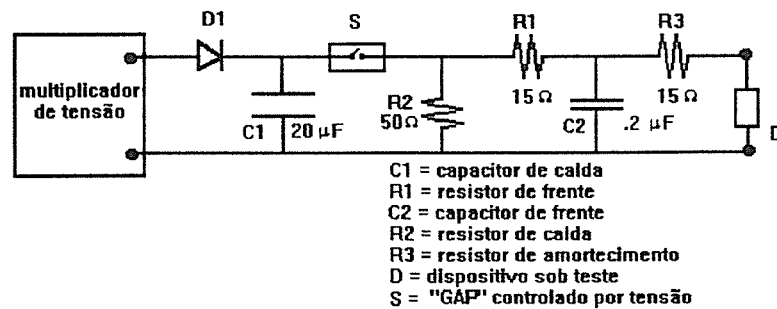 D1
S
R1
R3
multiplicador
de tensão
R2
50Ω
15 Ω
15 Ω
C1
20 µF
C2
.2 µF
D
C1 = capacitor de calda
R1 = resistor de frente
C2 = capacitor de frente
R2 = resistor de calda
R3 = resistor de amortecimento
D = dispositivo sob teste
S = "GAP" controlado por tensão